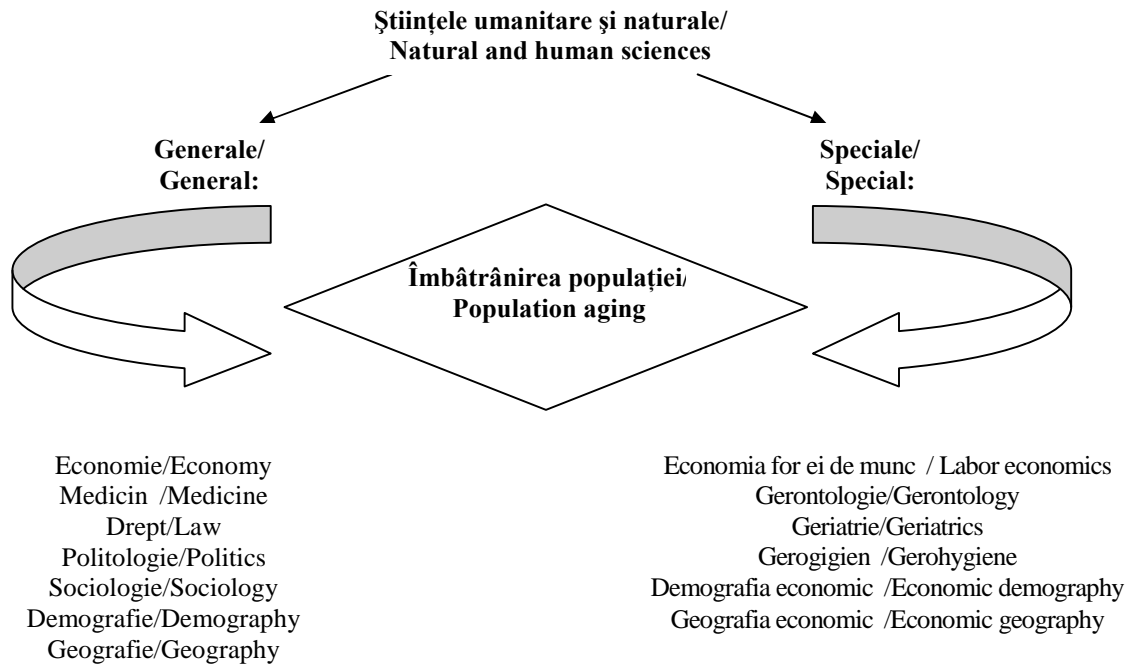 Ştiințele umanitare şi naturale/
Natural and human sciences
Generale/
General:
Speciale/
Special:
Îmbâtrânirea populației/
Population aging
Economie/Economy
Medicin /Medicine
Drept/Law
Politologie/Politics
Sociologie/Sociology
Demografie/Demography
Geografie/Geography
Economia for ei de munc / Labor economics
Gerontologie/Gerontology
Geriatrie/Geriatrics
Gerogigien /Gerohygiene
Demografia economic /Economic demography
Geografia economic /Economic geography